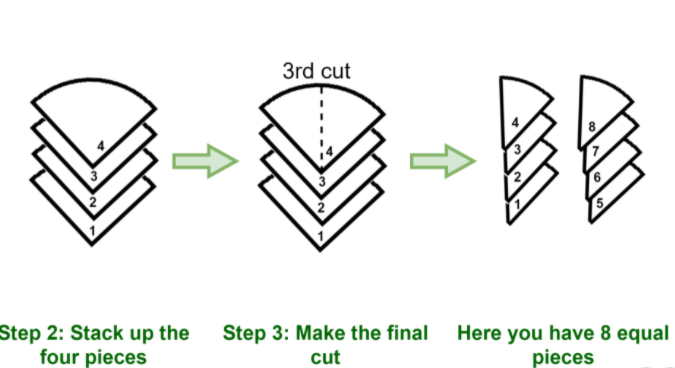 3rd cut
4
3
2
1
4
3
2
1
4
3
2
1
8
7
6
5
Step 2: Stack up the
four pieces
Step 3: Make the final
cut
Here you have 8 equal
pieces